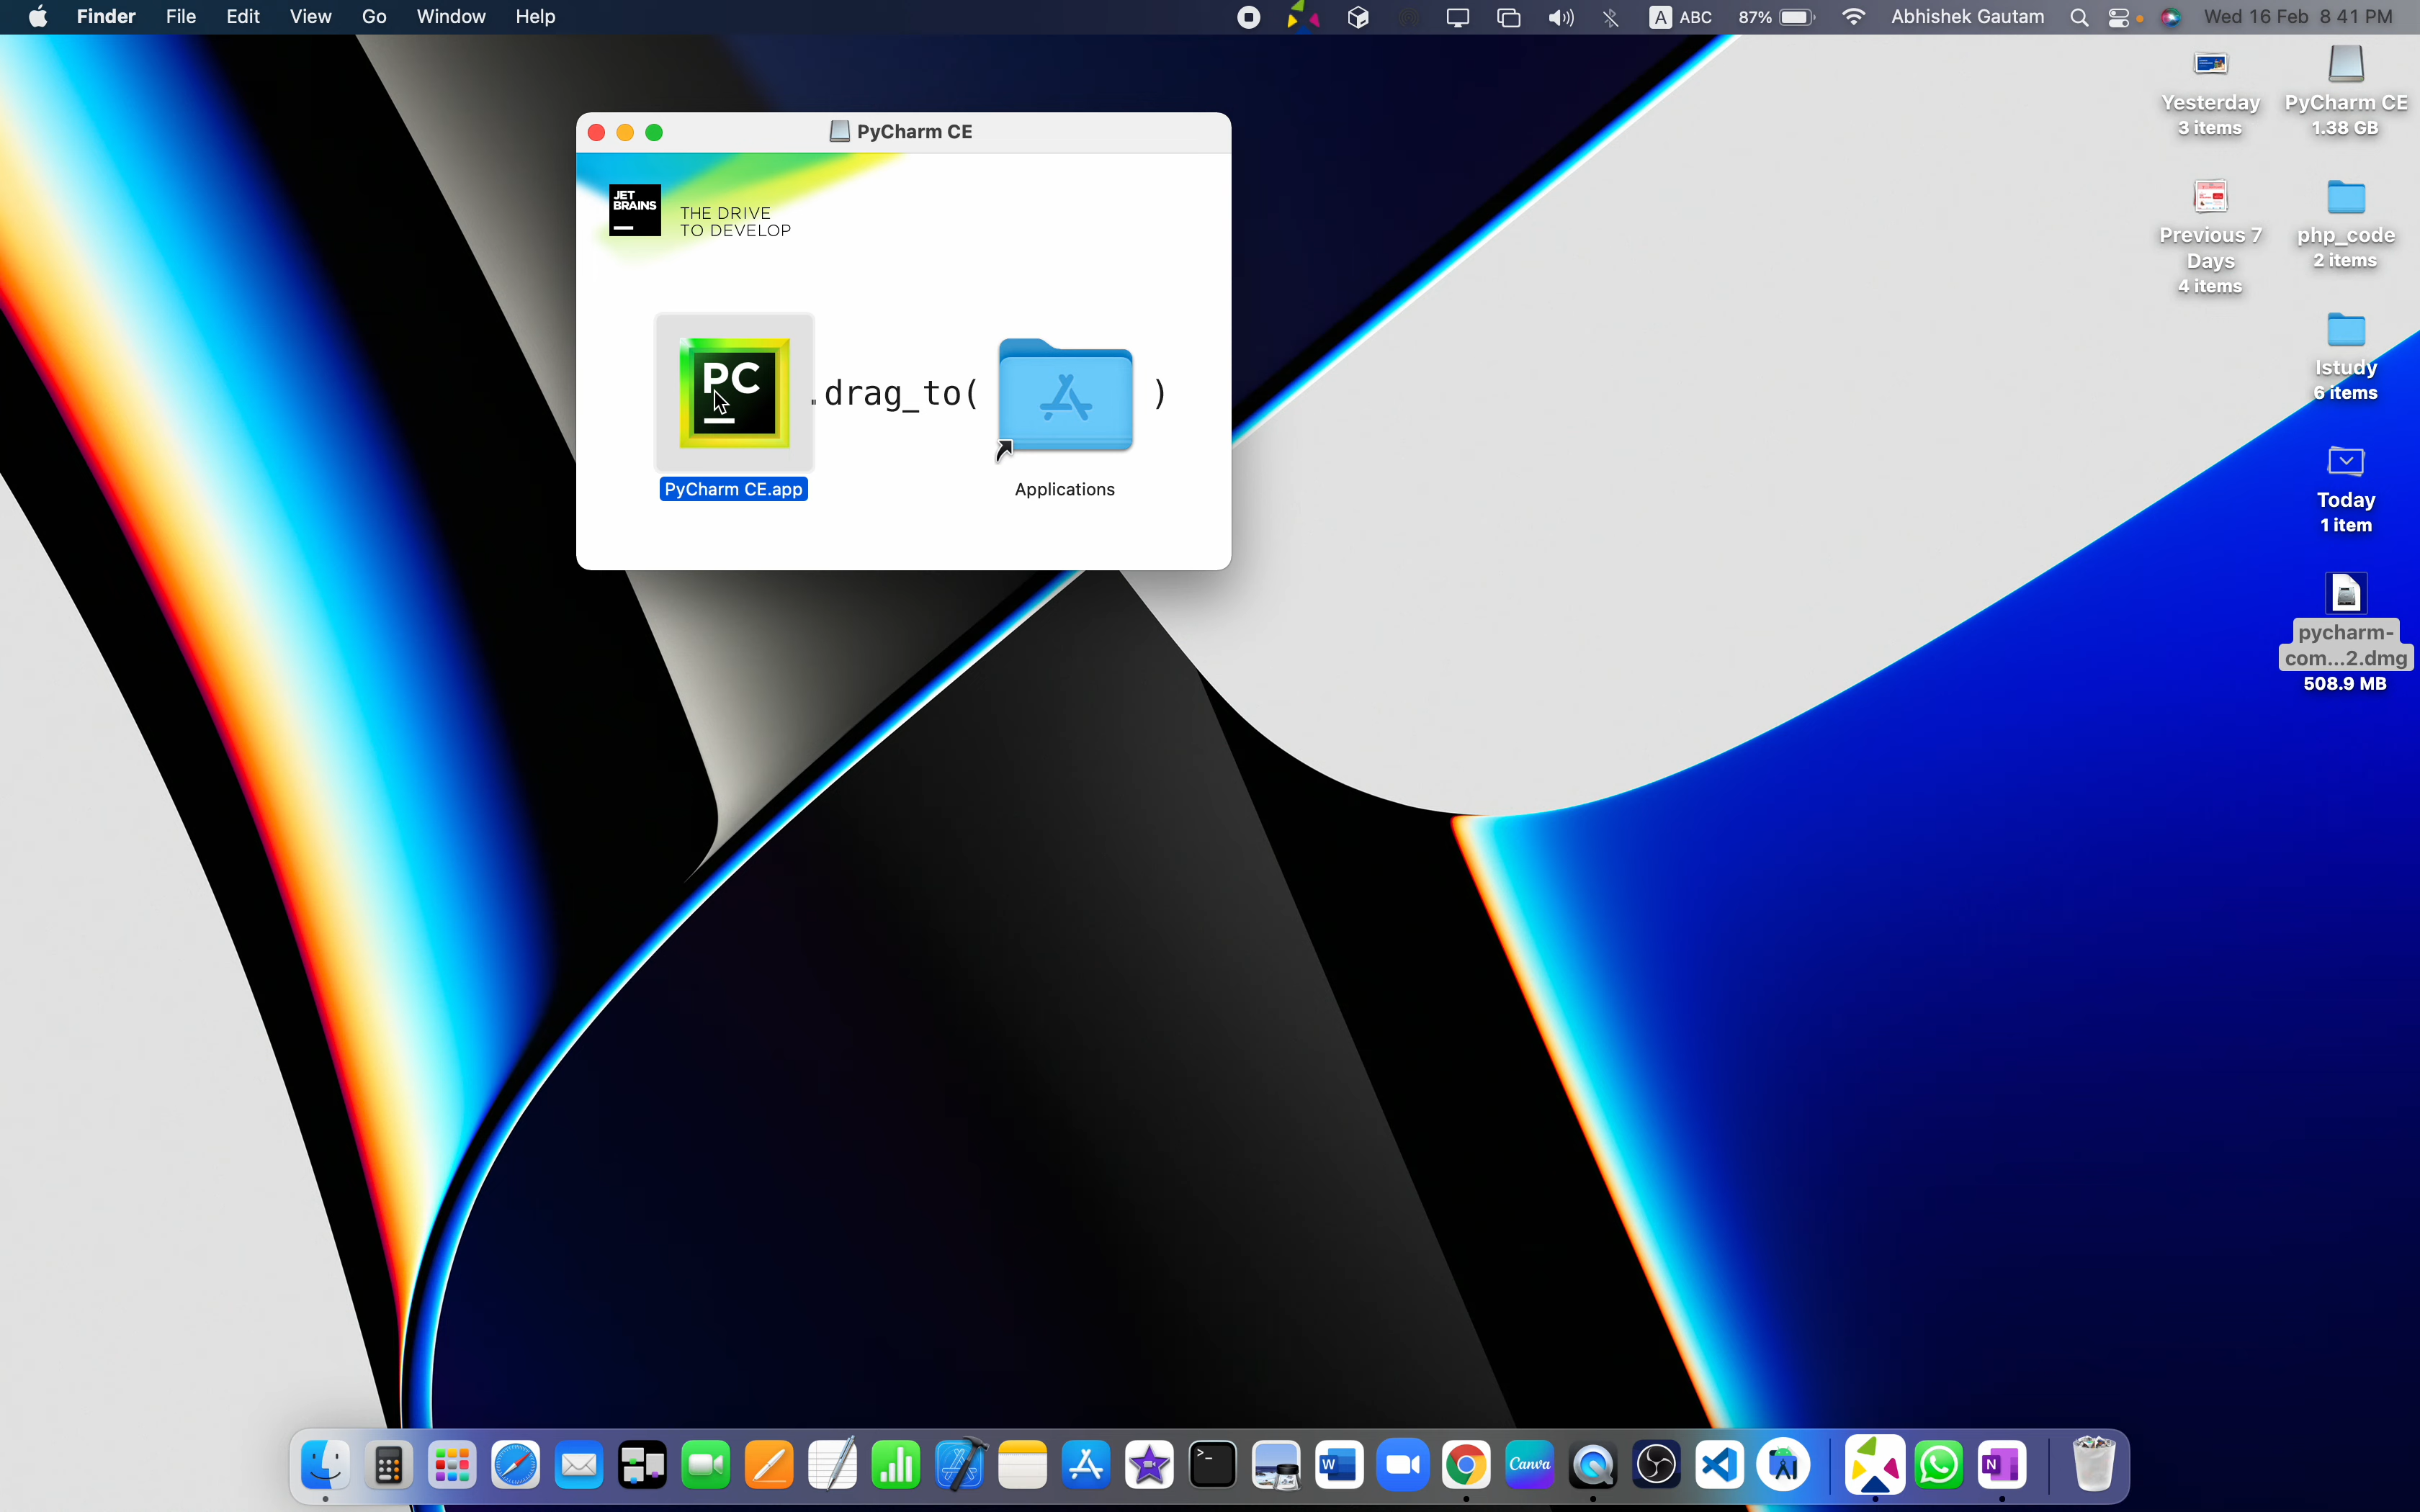 Finder File Edit View Go Window Help
A ABC 87% Abhishek Gautam Wed 16 Feb 8 41 PM
PyCharm CE
JET
BRAINS
THE DRIVE
TO DEVELOP
PC
.drag_to( )
PyCharm CE.app
Applications
Yesterday
3 items
PyCharm CE
1.38 GB
Previous 7
Days
4 items
php_code
2 items
Istudy
6 items
Today
1 item
pycharm-
com...2.dmg
508.9 MB
>_ W Canva N